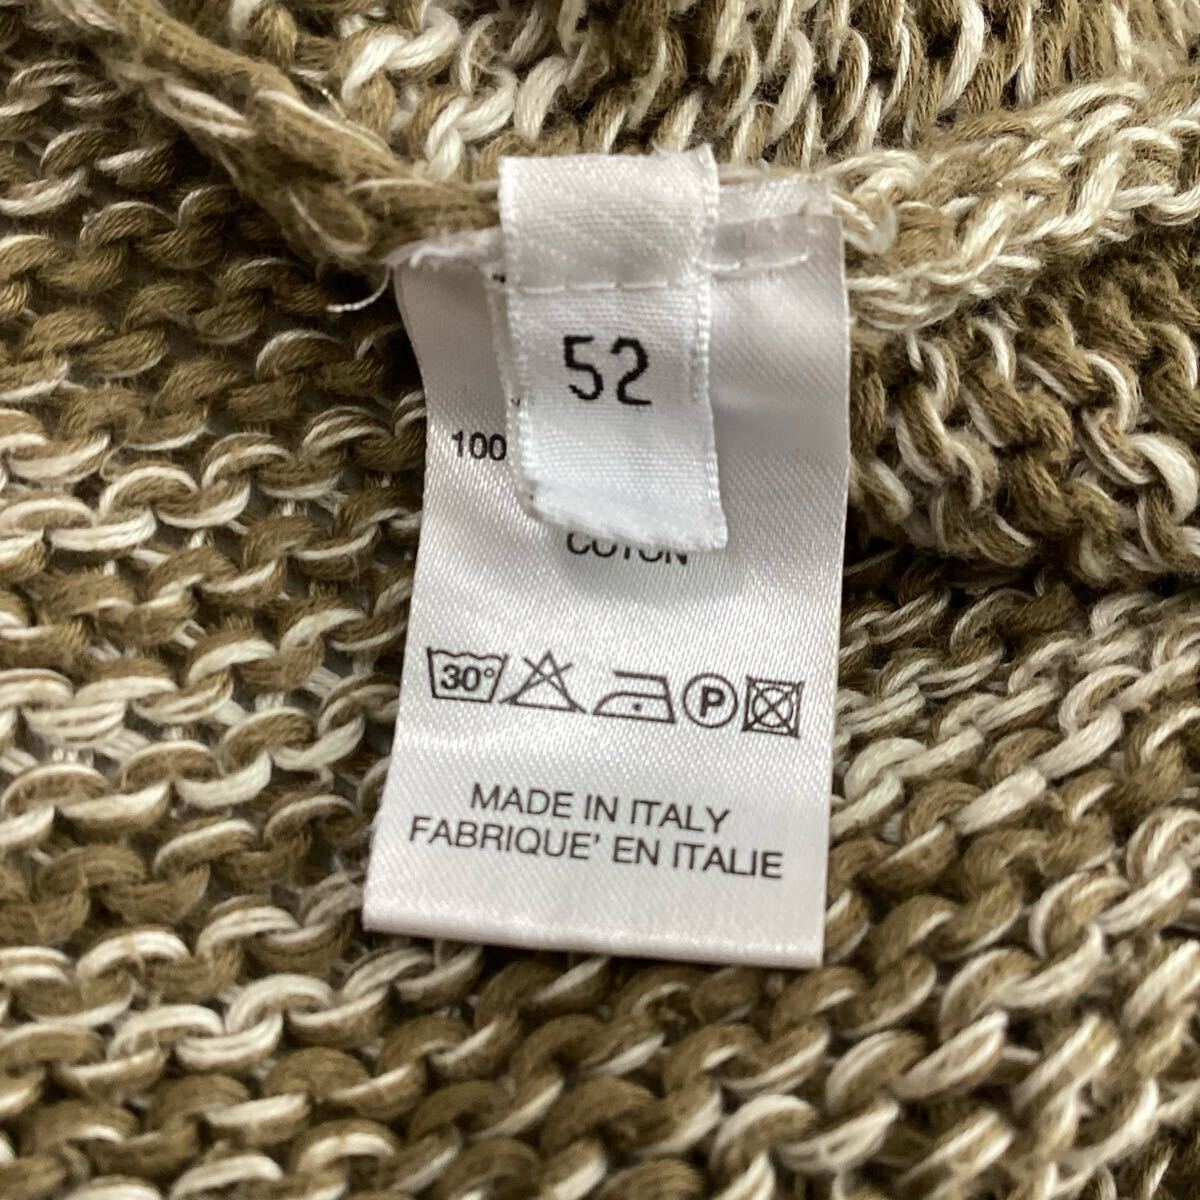 52
100
COTON
30°
P
MADE IN ITALY
FABRIQUE' EN ITALIE